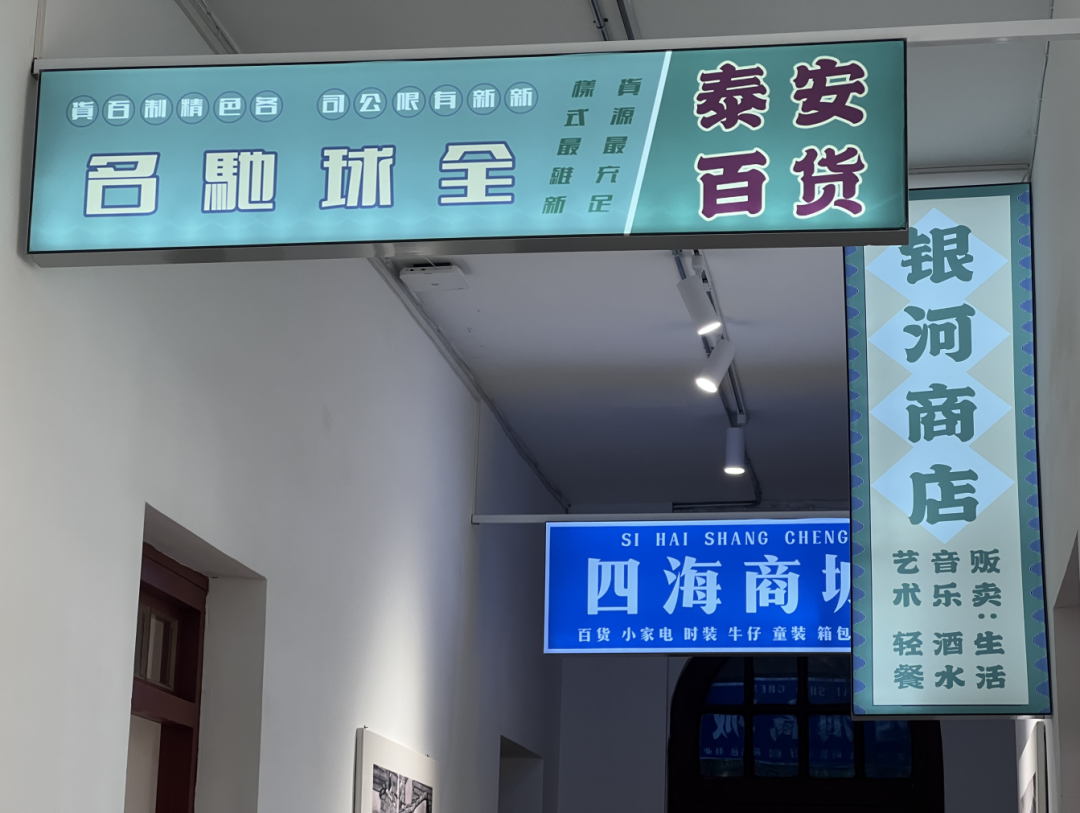 泰安
百货
貨源最充足
樣式最維新
新新有限公司 各色精制百貨
全球馳名
银河商店
贩卖:生活
音乐 酒水
艺术 轻餐
SI HAI SHANG CHENG
四海商城
百货 小家电 时装 牛仔 童装 箱包